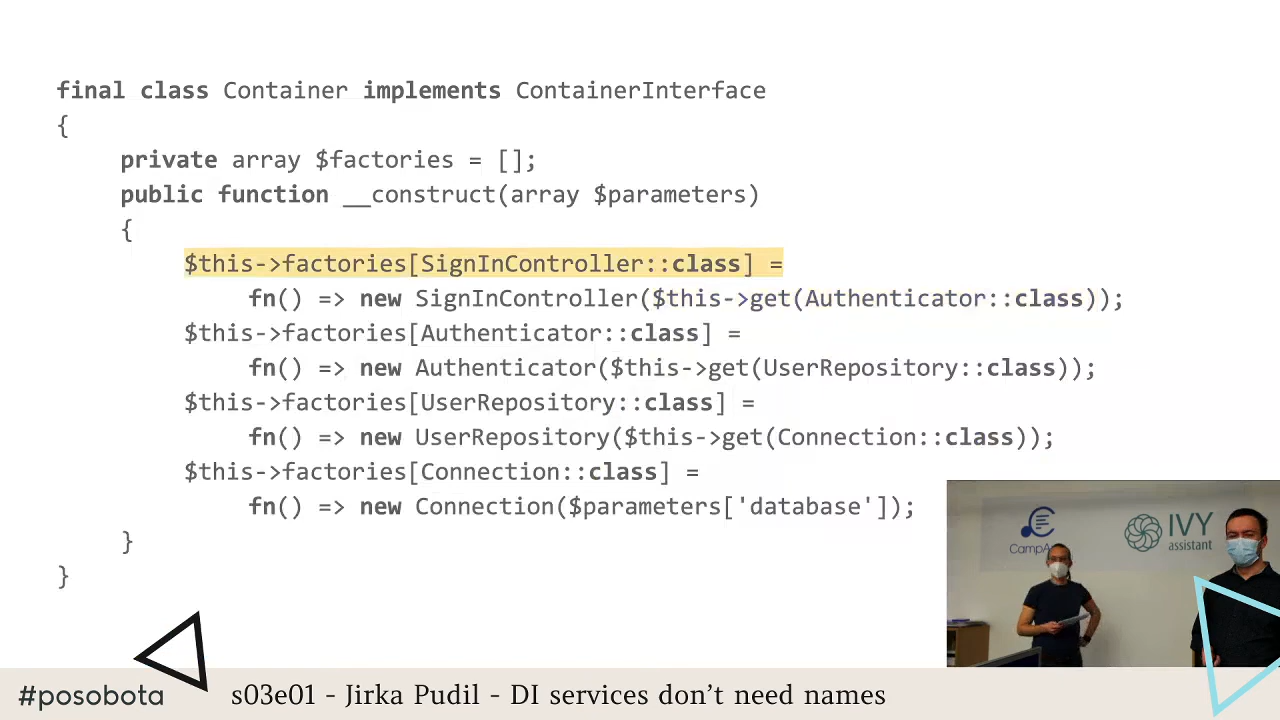 final class Container implements ContainerInterface
{
private array $factories = [];
public function __construct(array $parameters)
{
$this->factories[SignInController::class] =
fn() => new SignInController($this->get(Authenticator::class));
$this->factories[Authenticator::class] =
fn() => new Authenticator($this->get(UserRepository::class));
$this->factories[UserRepository::class] =
fn() => new UserRepository($this->get(Connection::class));
$this->factories[Connection::class] =
fn() => new Connection($parameters['database']);
}
}
IVY
assistant
#posobota
s03e01 - Jirka Pudil - DI services don’t need names